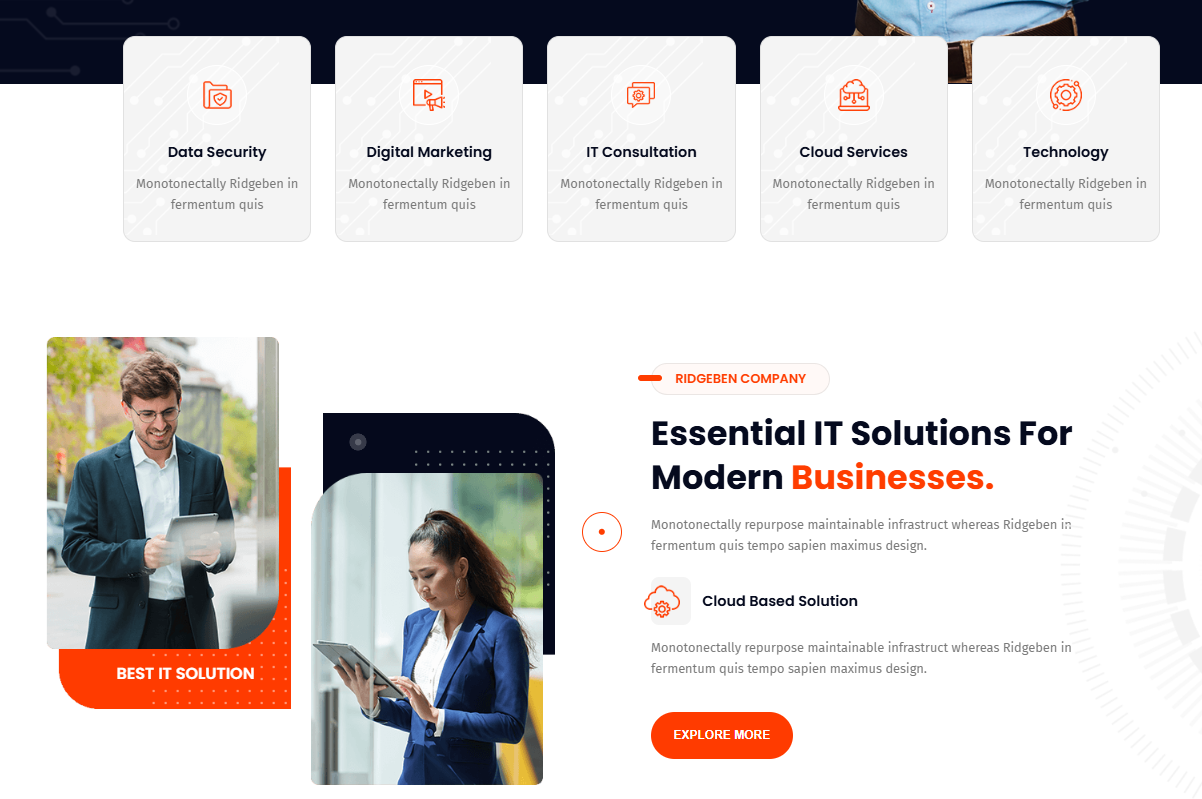 Data Security
Monotonectally Ridgeben in
fermentum quis
Digital Marketing
Monotonectally Ridgeben in
fermentum quis
IT Consultation
Monotonectally Ridgeben in
fermentum quis
Cloud Services
Monotonectally Ridgeben in
fermentum quis
Technology
Monotonectally Ridgeben in
fermentum quis
BEST IT SOLUTION
RIDGEBEN COMPANY
Essential IT Solutions For
Modern Businesses.
Monotonectally repurpose maintainable infrastruct whereas Ridgeben in
fermentum quis tempo sapien maximus design.
Cloud Based Solution
Monotonectally repurpose maintainable infrastruct whereas Ridgeben in
fermentum quis tempo sapien maximus design.
EXPLORE MORE